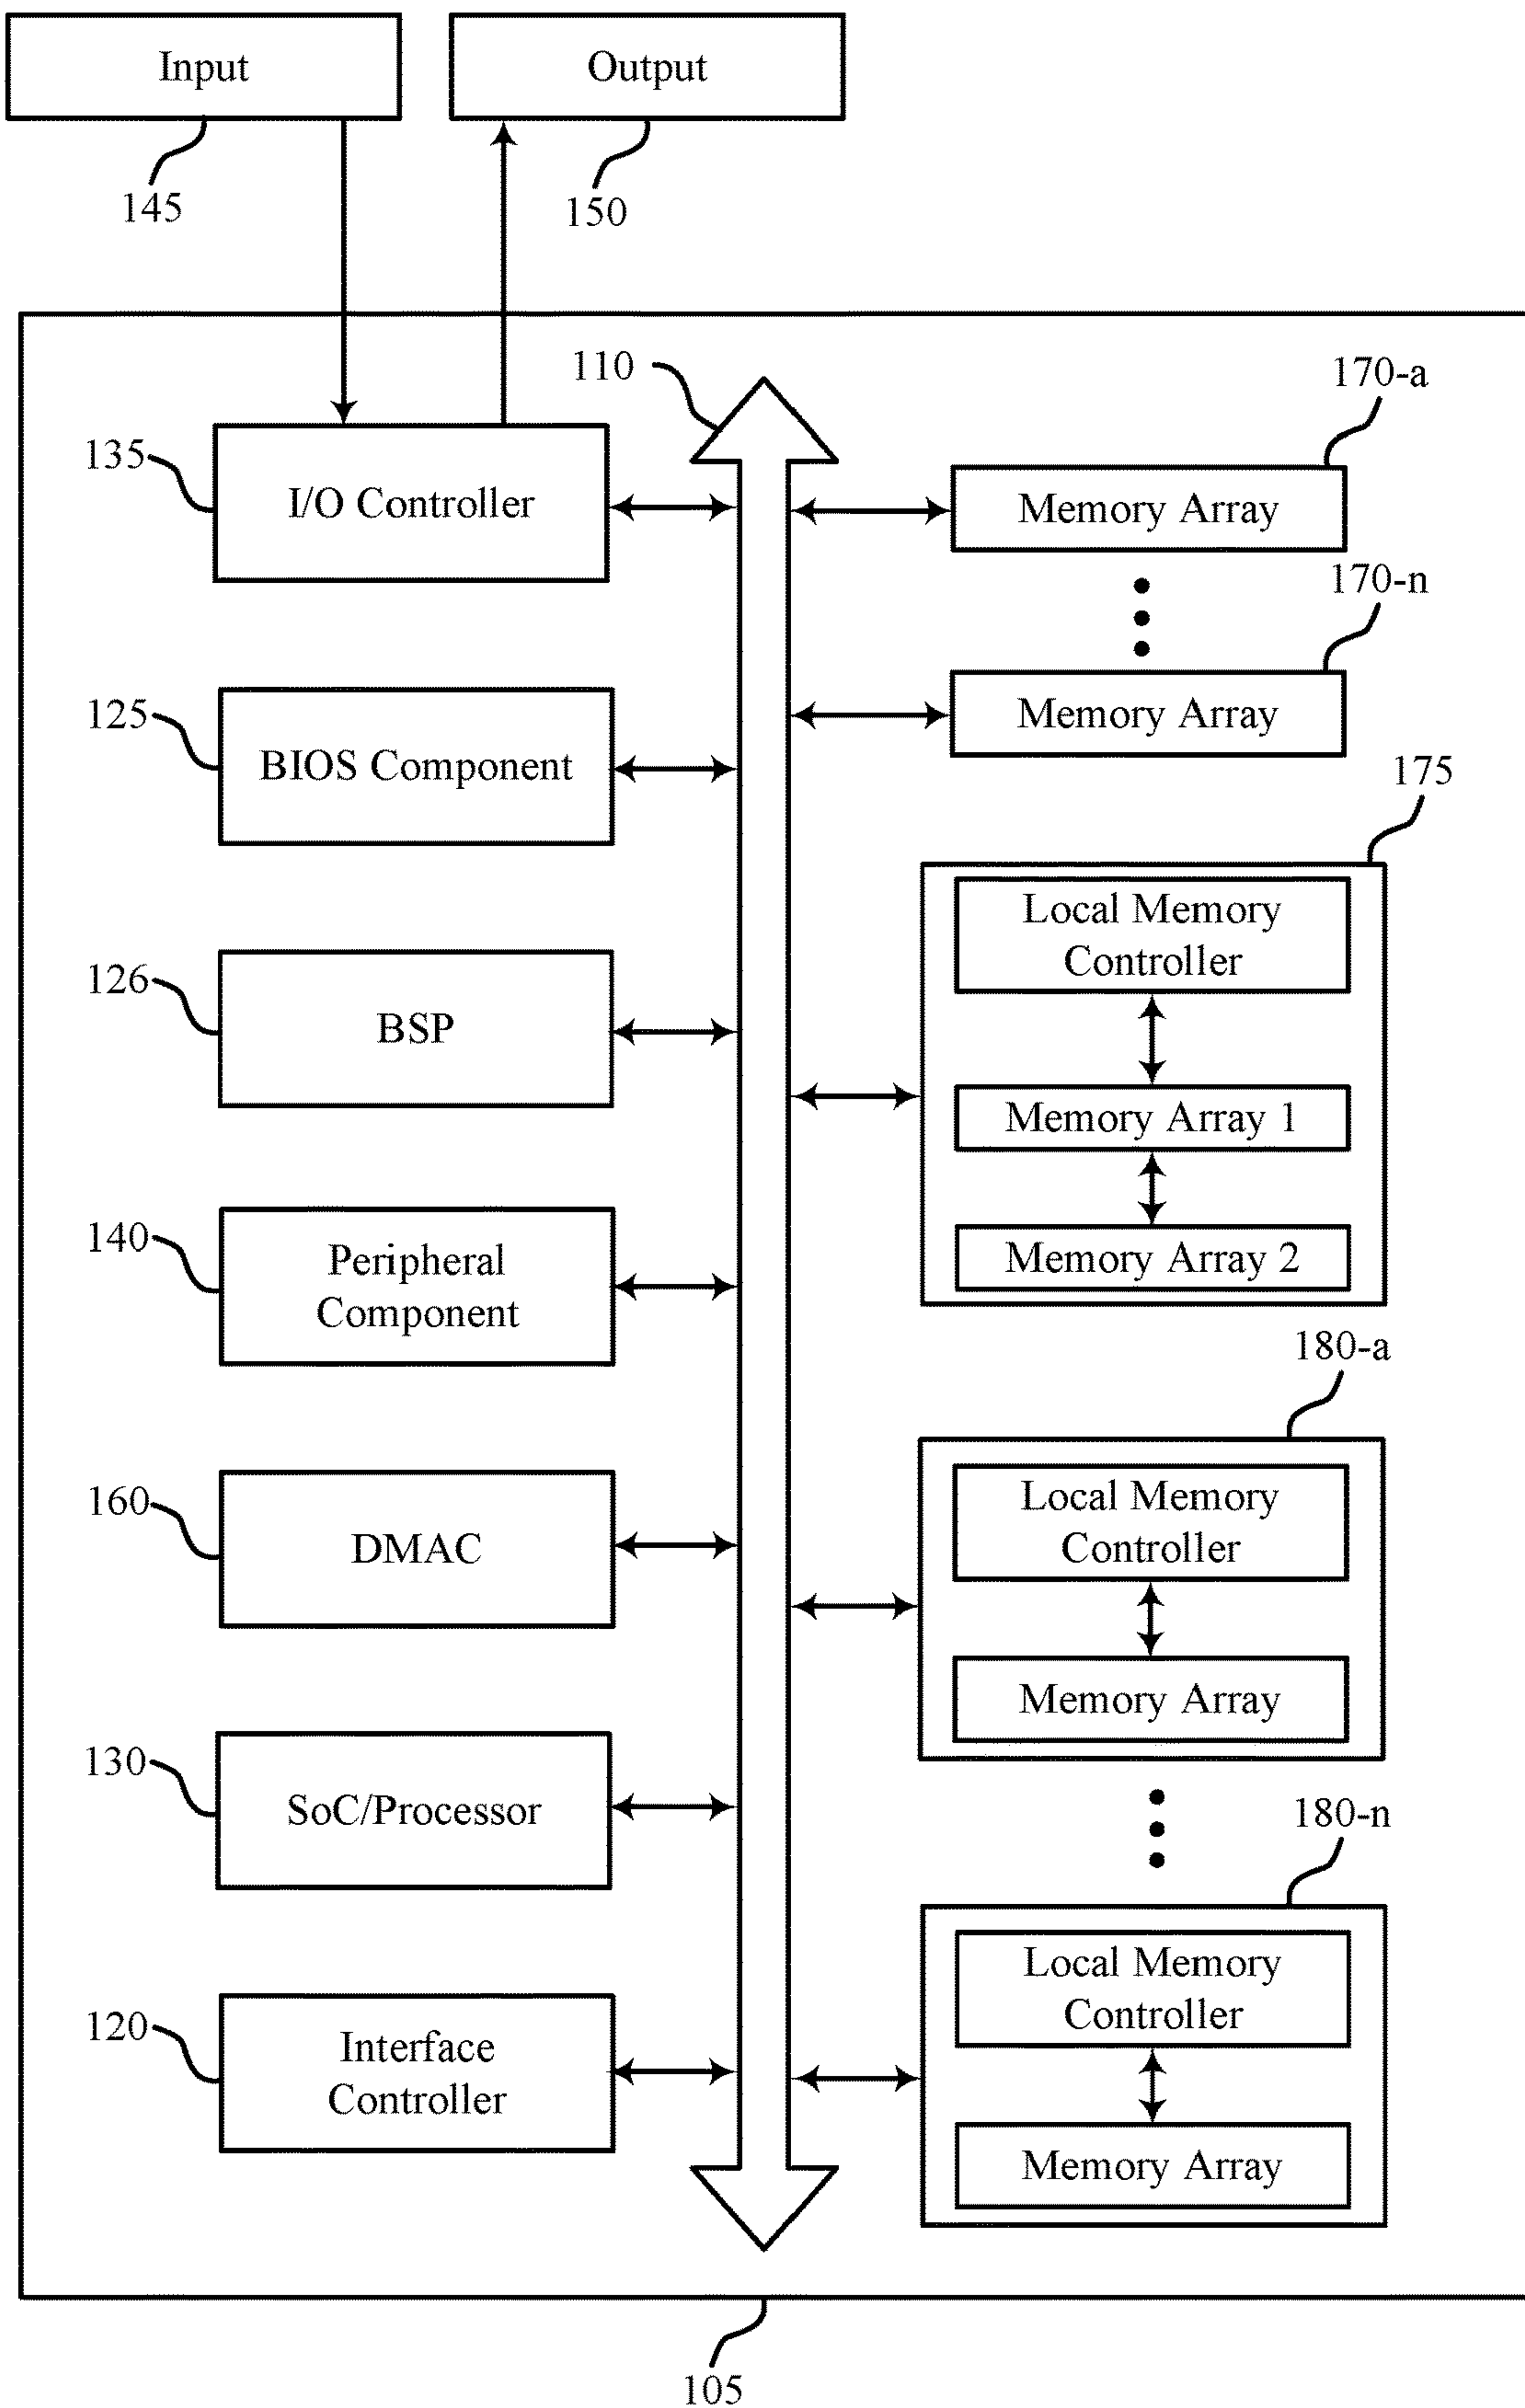 Input
Output
145
150
110
170-a
135
I/O Controller
Memory Array
170-n
125
BIOS Component
Memory Array
175
Local Memory
Controller
126
BSP
Memory Array 1
140
Peripheral
Component
Memory Array 2
180-a
160
DMAC
Local Memory
Controller
Memory Array
130
SoC/Processor
180-n
120
Interface
Controller
Local Memory
Controller
Memory Array
105